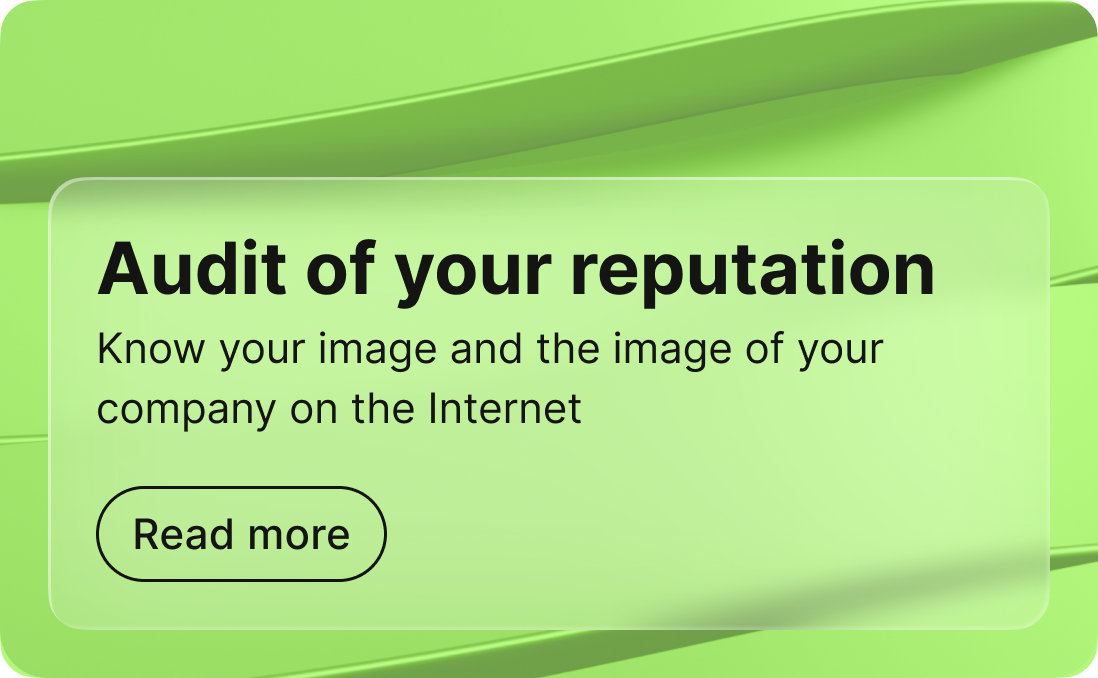 Audit of your reputation
Know your image and the image of your
company on the Internet
Read more